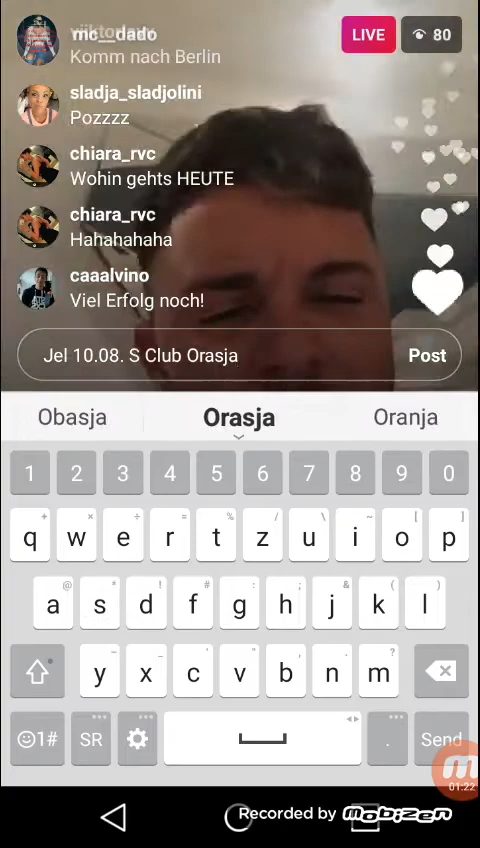 mc__dado
LIVE
80
Komm nach Berlin
sladja_sladjolini
Pozzzz
chiara_rvc
Wohin gehts HEUTE
chiara_rvc
Hahahahaha
caaalvino
Viel Erfolg noch!
Jel 10.08. S Club Orasja
Post
Obasja Orasja Oranja
1 2 3 4 5 6 7 8 9 0
q w e r t z u i o p
a s d f g h j k l
y x c v b n m
☺1# SR . Send
01:22
Recorded by Mobizen